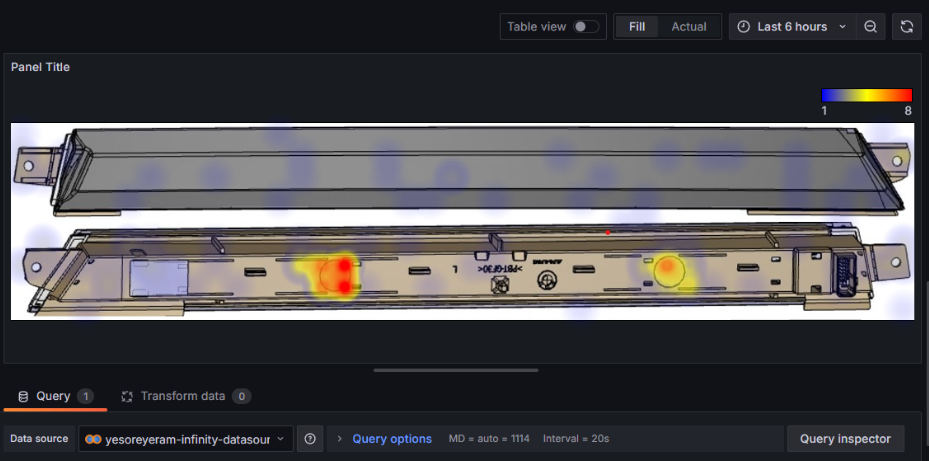 Table view
Fill
Actual
Last 6 hours
Panel Title
1
8
L
>PBT-GF30<
Query
1
Transform data
0
Data source
yesoreyeram-infinity-datasour
Query options
MD = auto = 1114
Interval = 20s
Query inspector